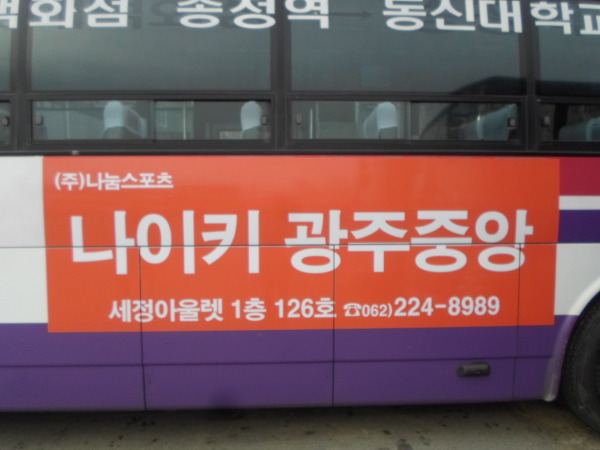 백화점 송정역 동신대학교
(주)나눔스포츠
나이키 광주중앙
세정아울렛 1층 126호 ☎062)224-8989